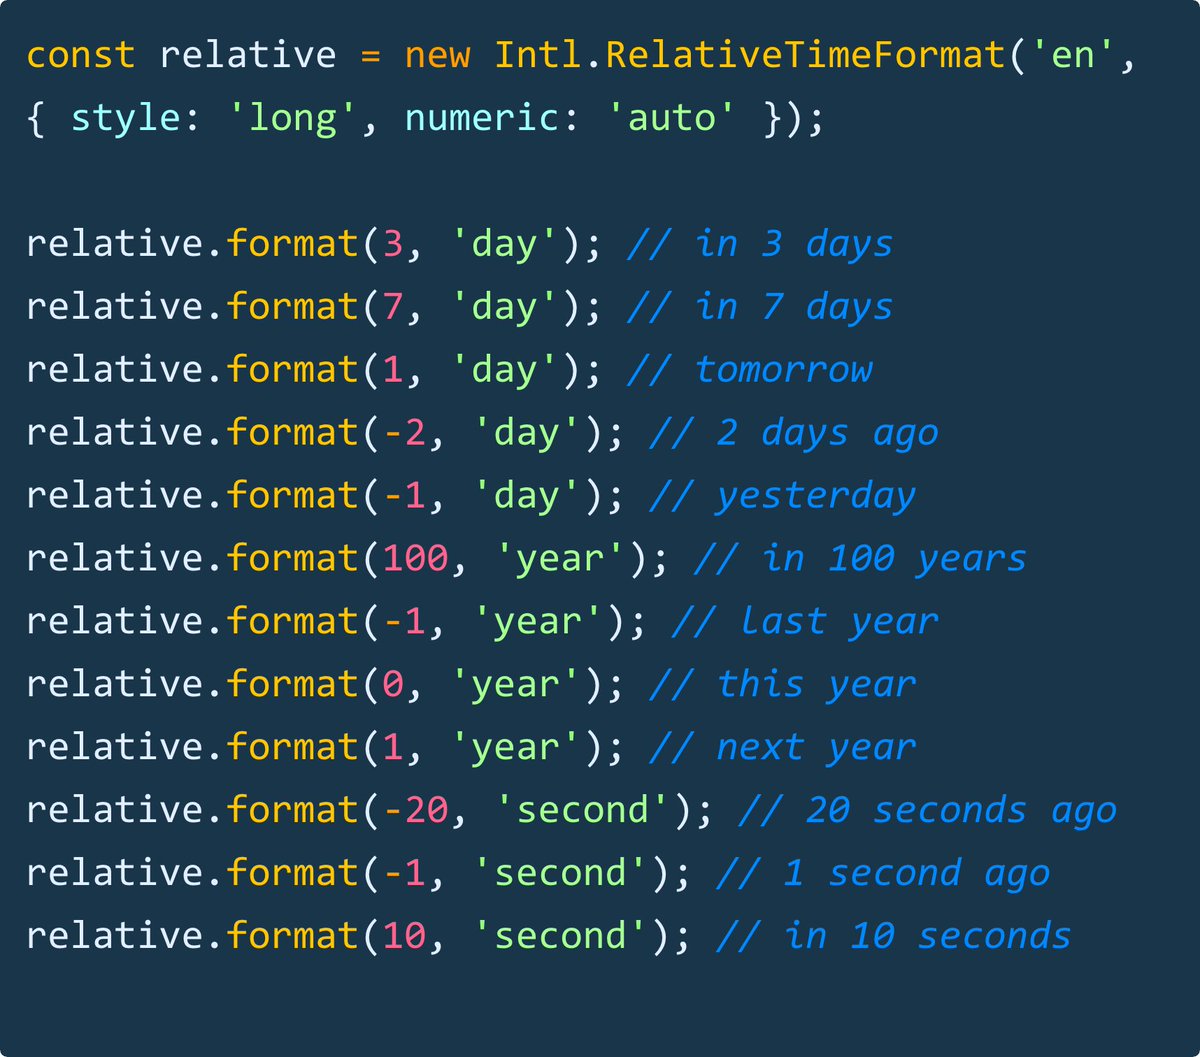 const relative = new Intl.RelativeTimeFormat('en',
{ style: 'long', numeric: 'auto' });
relative.format(3, 'day'); // in 3 days
relative.format(7, 'day'); // in 7 days
relative.format(1, 'day'); // tomorrow
relative.format(-2, 'day'); // 2 days ago
relative.format(-1, 'day'); // yesterday
relative.format(100, 'year'); // in 100 years
relative.format(-1, 'year'); // last year
relative.format(0, 'year'); // this year
relative.format(1, 'year'); // next year
relative.format(-20, 'second'); // 20 seconds ago
relative.format(-1, 'second'); // 1 second ago
relative.format(10, 'second'); // in 10 seconds